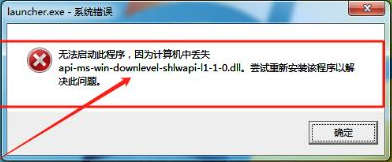 launcher.exe - 系统错误
无法启动此程序，因为计算机中丢失
api-ms-win-downlevel-shlwapi-l1-1-0.dll。尝试重新安装该程序以解
决此问题。
确定